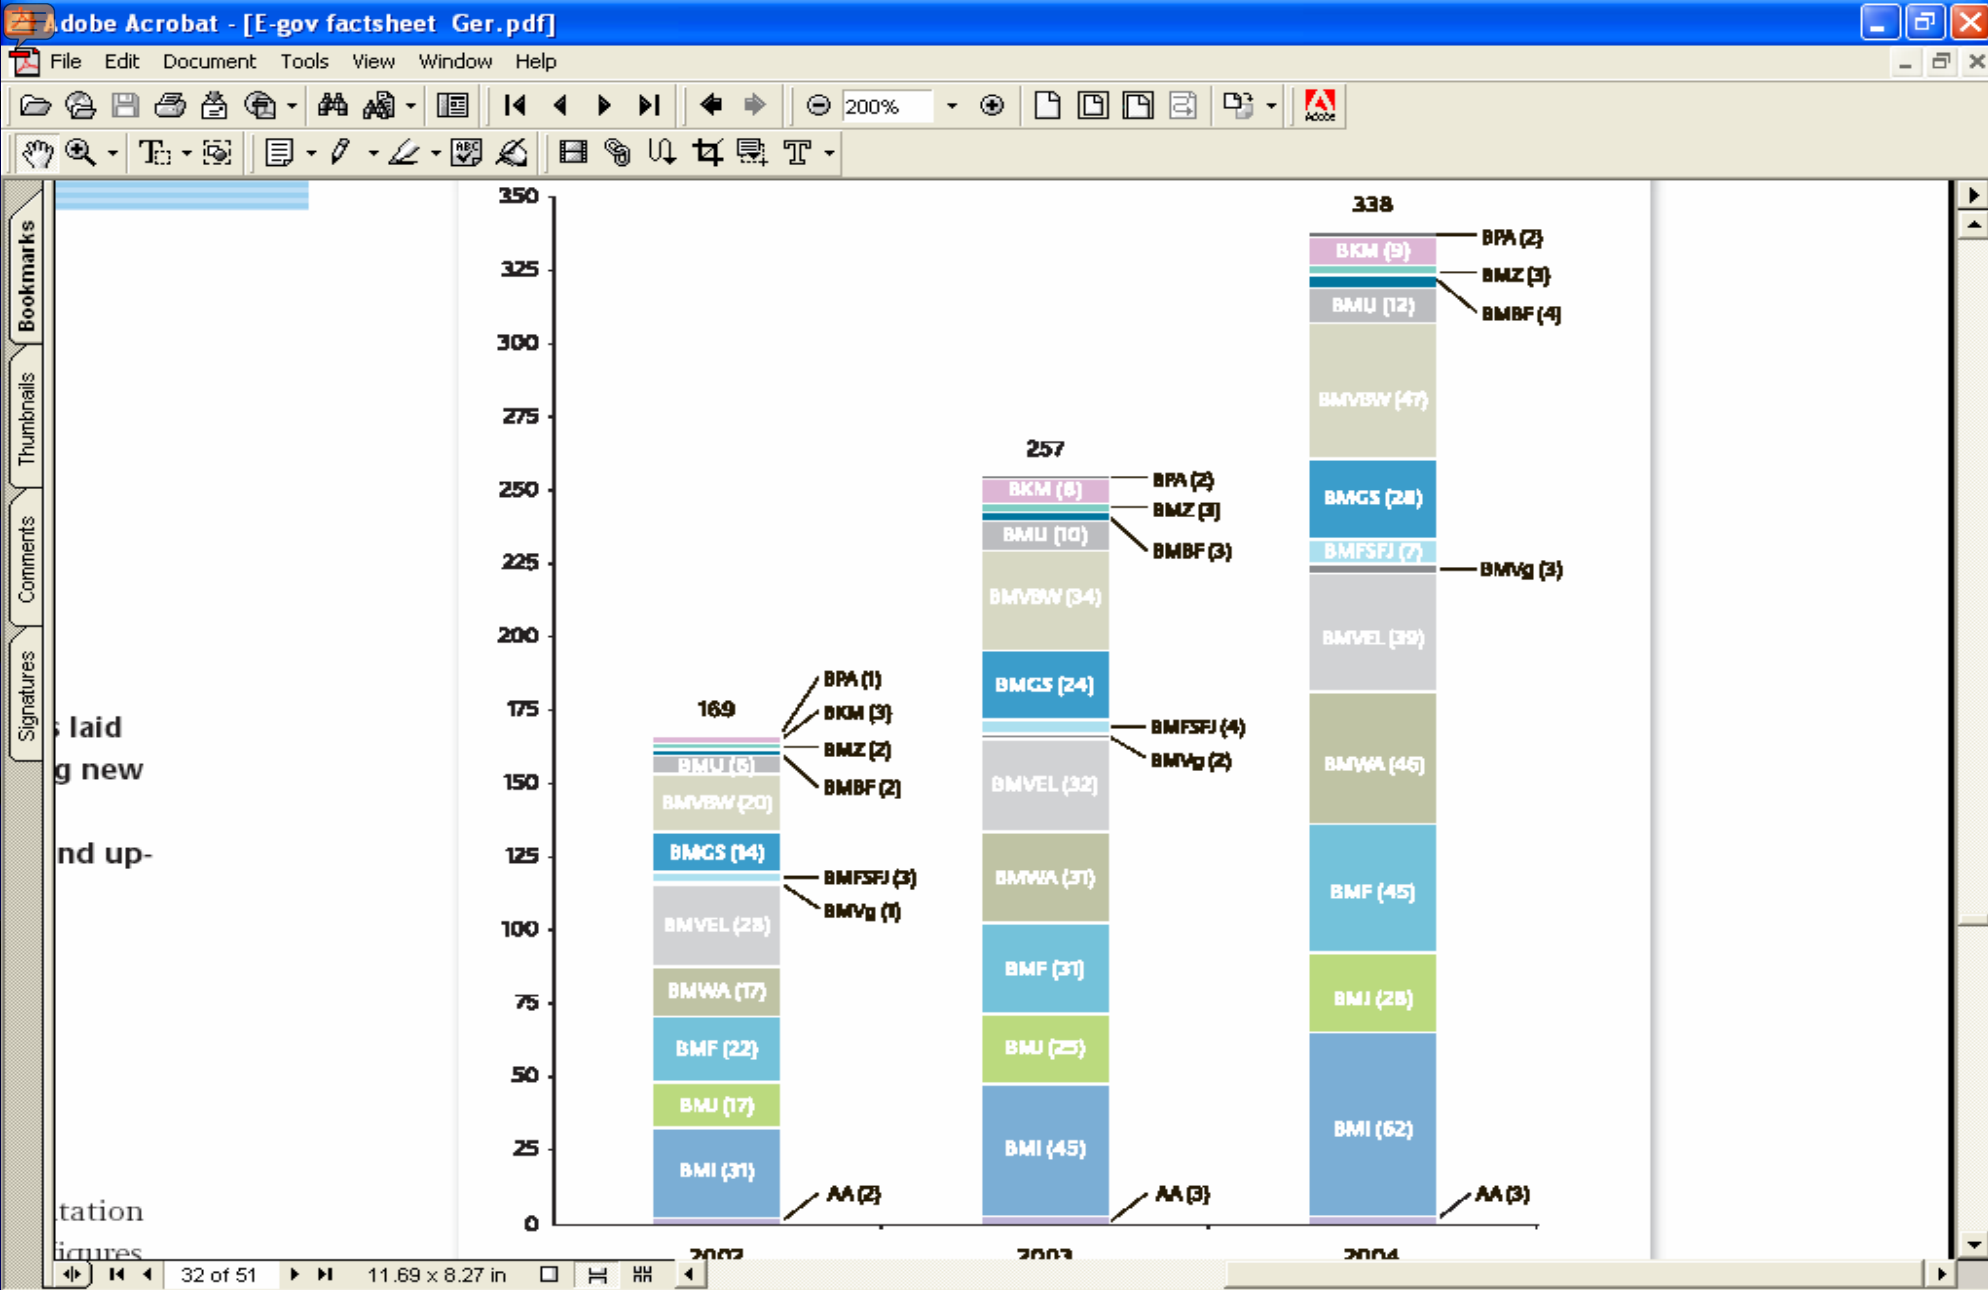 Adobe Acrobat - [E-gov factsheet Ger.pdf]
File Edit Document Tools View Window Help
200%
Adobe
Bookmarks
Thumbnails
Comments
Signatures
s laid
g new
nd up-
tation
figures
350
325
300
275
250
225
200
175
150
125
100
75
50
25
0
169
BPA (1)
BKM (3)
BMZ (2)
BMBF (2)
BMU (6)
BMVBW (20)
BMGS (14)
BMFSFJ (3)
BMVg (1)
BMVEL (28)
BMWA (17)
BMF (22)
BMJ (17)
BMI (31)
AA (2)
2002
257
BPA (2)
BKM (8)
BMZ (3)
BMBF (3)
BMU (10)
BMVBW (34)
BMGS (24)
BMFSFJ (4)
BMVg (2)
BMVEL (32)
BMWA (31)
BMF (31)
BMJ (25)
BMI (45)
AA (3)
2003
338
BPA (2)
BKM (9)
BMZ (3)
BMBF (4)
BMU (12)
BMVBW (47)
BMGS (28)
BMFSFJ (7)
BMVg (3)
BMVEL (39)
BMWA (46)
BMF (45)
BMJ (28)
BMI (62)
AA (3)
2004
32 of 51
11.69 x 8.27 in